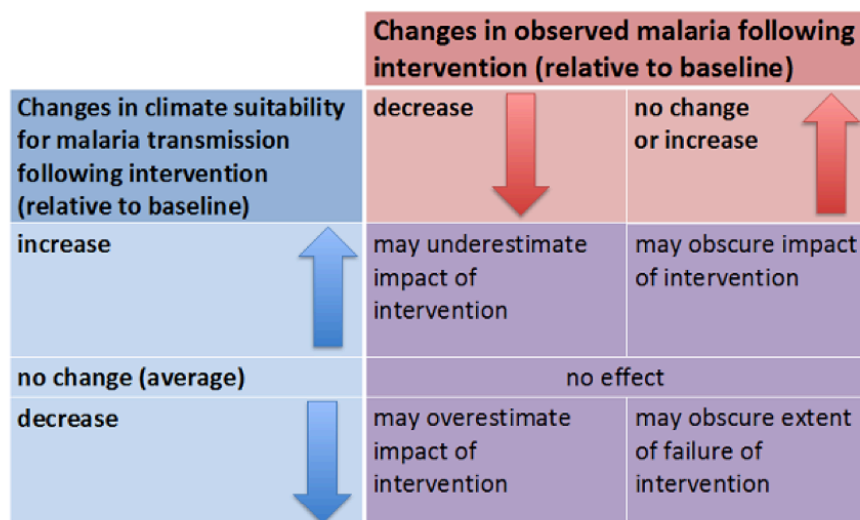 Changes in observed malaria following
intervention (relative to baseline)
Changes in climate suitability
for malaria transmission
following intervention
(relative to baseline)
decrease
no change
or increase
increase
may underestimate
impact of
intervention
may obscure impact
of intervention
no change (average)
no effect
decrease
may overestimate
impact of
intervention
may obscure extent
of failure of
intervention